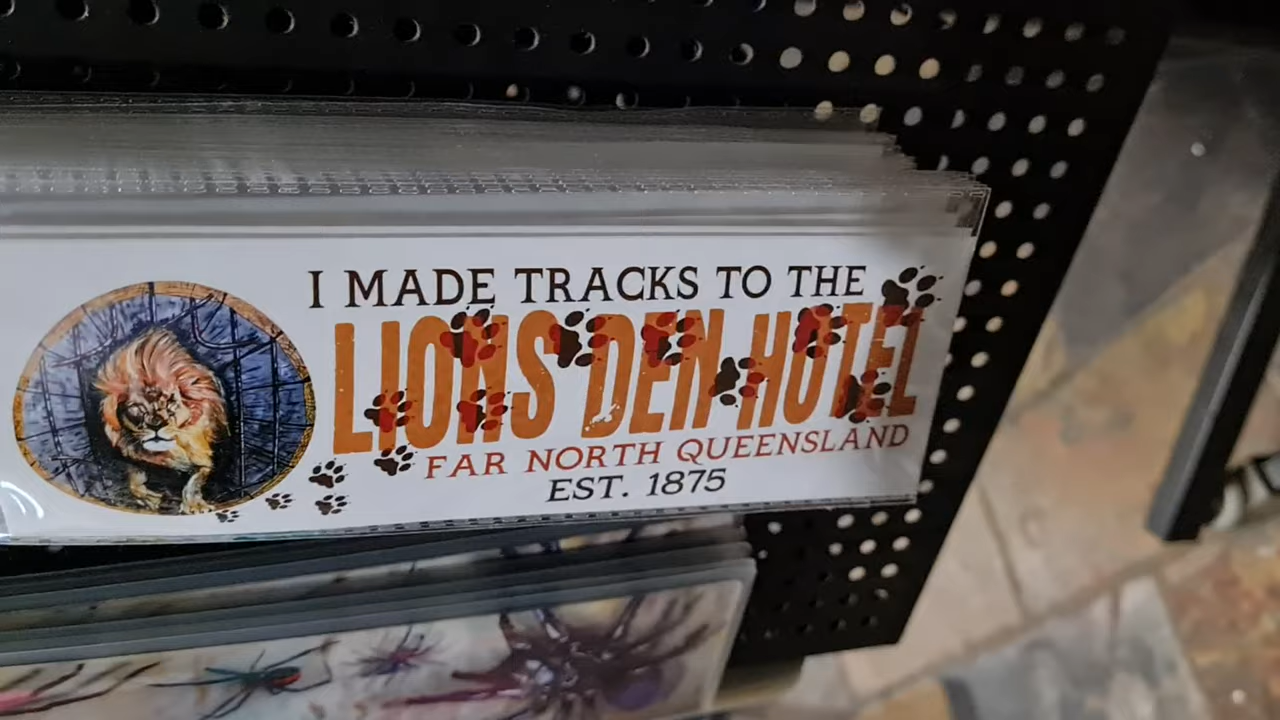 I MADE TRACKS TO THE
LIONS DEN HOTEL
FAR NORTH QUEENSLAND
EST. 1875